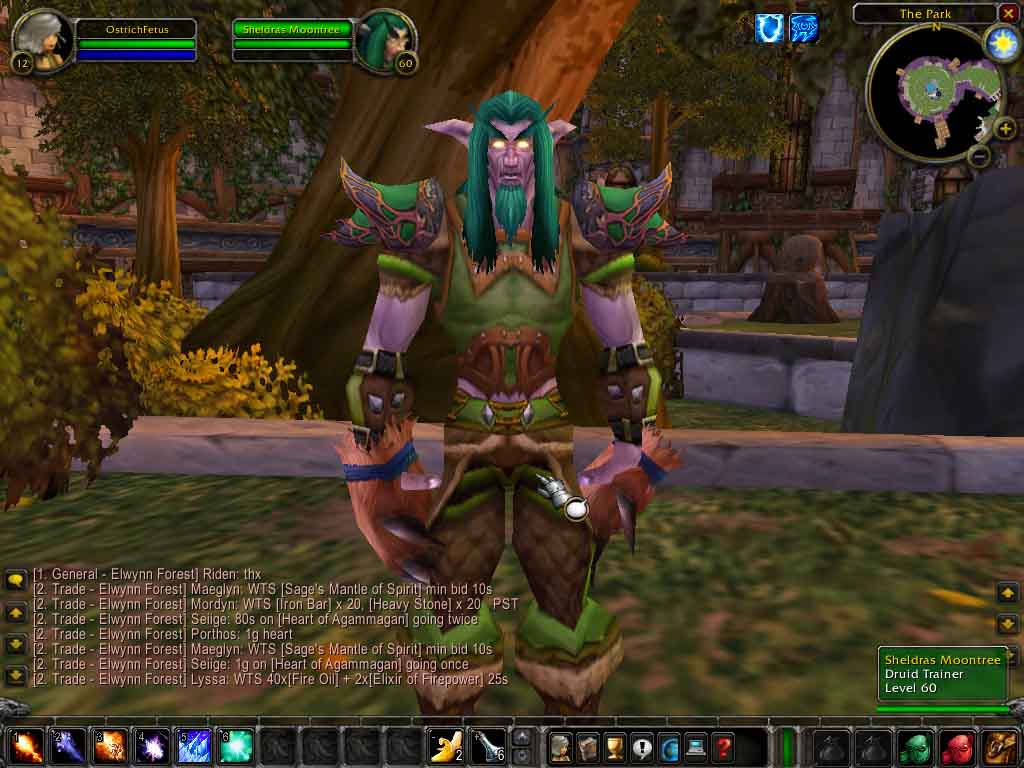 OstrichFetus
12
Sheldras Moontree
60
The Park
N
[1. General - Elwynn Forest] Riden: thx
[2. Trade - Elwynn Forest] Maeglyn: WTS [Sage's Mantle of Spirit] min bid 10s
[2. Trade - Elwynn Forest] Mordyn: WTS [Iron Bar] x 20, [Heavy Stone] x 20 PST
[2. Trade - Elwynn Forest] Seiige: 80s on [Heart of Agammagan] going twice
[2. Trade - Elwynn Forest] Porthos: 1g heart
[2. Trade - Elwynn Forest] Maeglyn: WTS [Sage's Mantle of Spirit] min bid 10s
[2. Trade - Elwynn Forest] Seiige: 1g on [Heart of Agammagan] going once
[2. Trade - Elwynn Forest] Lyssa: WTS 40x[Fire Oil] + 2x[Elixir of Firepower] 25s
Sheldras Moontree
Druid Trainer
Level 60
1 2 3 4 5 6 2 6 ! ?